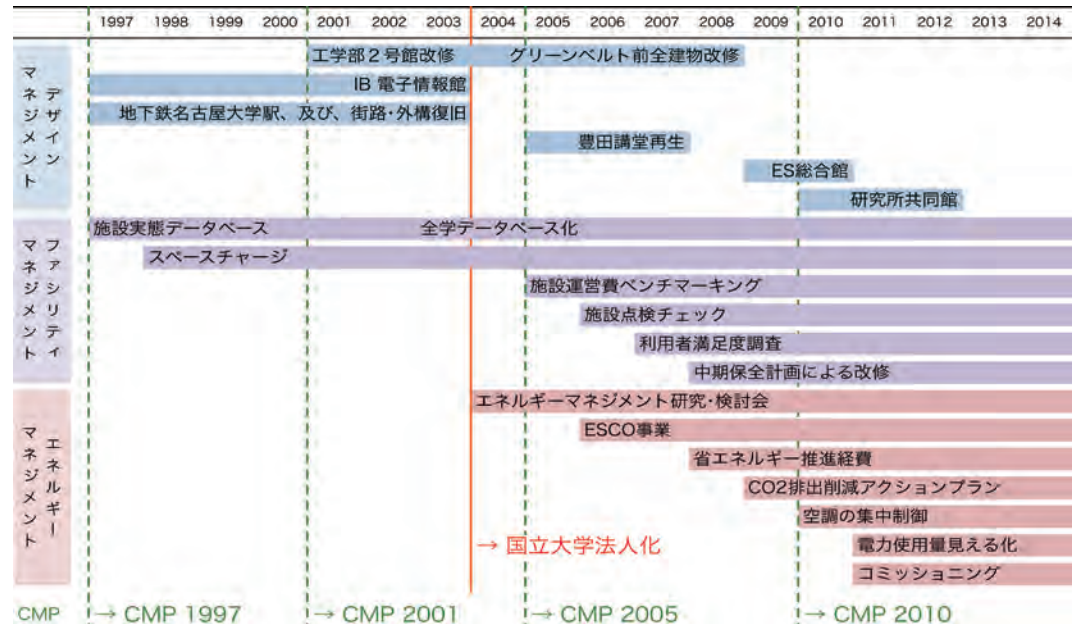 1997 1998 1999 2000 2001 2002 2003 2004 2005 2006 2007 2008 2009 2010 2011 2012 2013 2014
デザイン
マネジメント
工学部２号館改修 グリーンベルト前全建物改修
IB 電子情報館
地下鉄名古屋大学駅、及び、街路･外構復旧
豊田講堂再生
ES総合館
研究所共同館
ファシリティ
マネジメント
施設実態データベース 全学データベース化
スペースチャージ
施設運営費ベンチマーキング
施設点検チェック
利用者満足度調査
中期保全計画による改修
エネルギー
マネジメント
エネルギーマネジメント研究･検討会
ESCO事業
省エネルギー推進経費
CO2排出削減アクションプラン
空調の集中制御
→ 国立大学法人化
電力使用量見える化
コミッショニング
CMP → CMP 1997 → CMP 2001 → CMP 2005 → CMP 2010